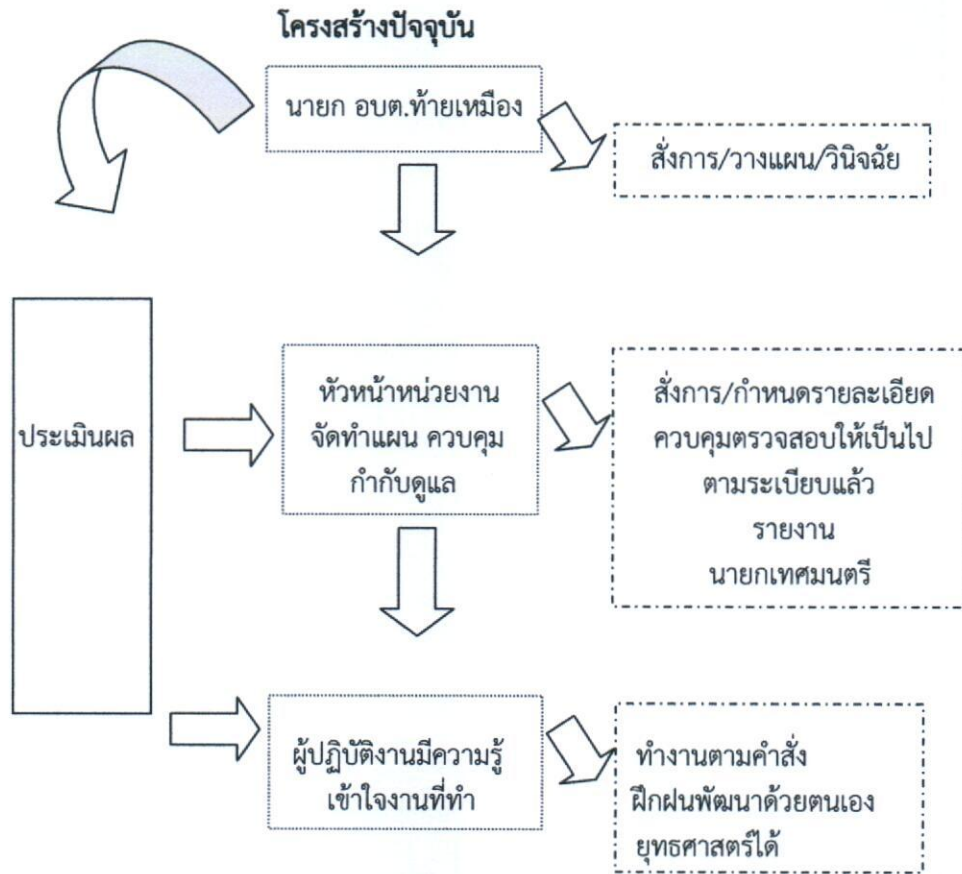 โครงสร้างปัจจุบัน
นายก อบต.ท้ายเหมือง
สั่งการ/วางแผน/วินิจฉัย
ประเมินผล
หัวหน้าหน่วยงาน
จัดทำแผน ควบคุม
กำกับดูแล
สั่งการ/กำหนดรายละเอียด
ควบคุมตรวจสอบให้เป็นไป
ตามระเบียบแล้ว
รายงาน
นายกเทศมนตรี
ผู้ปฏิบัติงานมีความรู้
เข้าใจงานที่ทำ
ทำงานตามคำสั่ง
ฝึกฝนพัฒนาด้วยตนเอง
ยุทธศาสตร์ได้